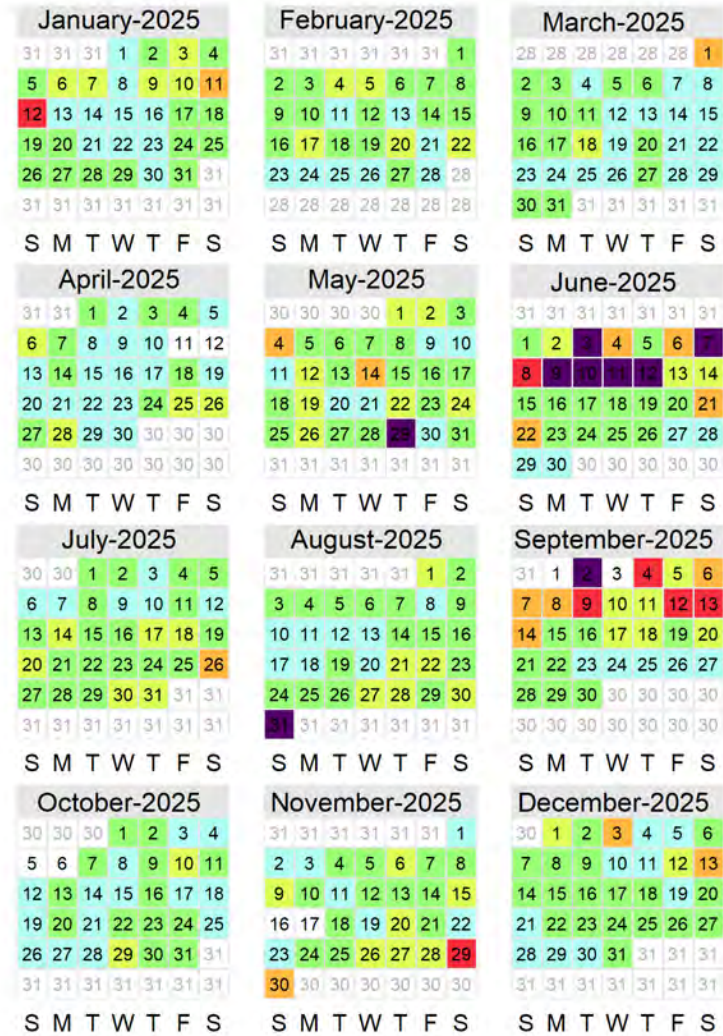 January-2025
31 31 31 1 2 3 4
5 6 7 8 9 10 11
12 13 14 15 16 17 18
19 20 21 22 23 24 25
26 27 28 29 30 31 31
31 31 31 31 31 31 31
S M T W T F S
February-2025
31 31 31 31 31 31 1
2 3 4 5 6 7 8
9 10 11 12 13 14 15
16 17 18 19 20 21 22
23 24 25 26 27 28 28
28 28 28 28 28 28 28
S M T W T F S
March-2025
28 28 28 28 28 28 1
2 3 4 5 6 7 8
9 10 11 12 13 14 15
16 17 18 19 20 21 22
23 24 25 26 27 28 29
30 31 31 31 31 31 31
S M T W T F S
April-2025
31 31 1 2 3 4 5
6 7 8 9 10 11 12
13 14 15 16 17 18 19
20 21 22 23 24 25 26
27 28 29 30 30 30 30
30 30 30 30 30 30 30
S M T W T F S
May-2025
30 30 30 30 1 2 3
4 5 6 7 8 9 10
11 12 13 14 15 16 17
18 19 20 21 22 23 24
25 26 27 28 29 30 31
31 31 31 31 31 31 31
S M T W T F S
June-2025
31 31 31 31 31 31 31
1 2 3 4 5 6 7
8 9 10 11 12 13 14
15 16 17 18 19 20 21
22 23 24 25 26 27 28
29 30 30 30 30 30 30
S M T W T F S
July-2025
30 30 1 2 3 4 5
6 7 8 9 10 11 12
13 14 15 16 17 18 19
20 21 22 23 24 25 26
27 28 29 30 31 31 31
31 31 31 31 31 31 31
S M T W T F S
August-2025
31 31 31 31 31 1 2
3 4 5 6 7 8 9
10 11 12 13 14 15 16
17 18 19 20 21 22 23
24 25 26 27 28 29 30
31 31 31 31 31 31 31
S M T W T F S
September-2025
31 1 2 3 4 5 6
7 8 9 10 11 12 13
14 15 16 17 18 19 20
21 22 23 24 25 26 27
28 29 30 30 30 30 30
30 30 30 30 30 30 30
S M T W T F S
October-2025
30 30 30 1 2 3 4
5 6 7 8 9 10 11
12 13 14 15 16 17 18
19 20 21 22 23 24 25
26 27 28 29 30 31 31
31 31 31 31 31 31 31
S M T W T F S
November-2025
31 31 31 31 31 31 1
2 3 4 5 6 7 8
9 10 11 12 13 14 15
16 17 18 19 20 21 22
23 24 25 26 27 28 29
30 30 30 30 30 30 30
S M T W T F S
December-2025
30 1 2 3 4 5 6
7 8 9 10 11 12 13
14 15 16 17 18 19 20
21 22 23 24 25 26 27
28 29 30 31 31 31 31
31 31 31 31 31 31 31
S M T W T F S